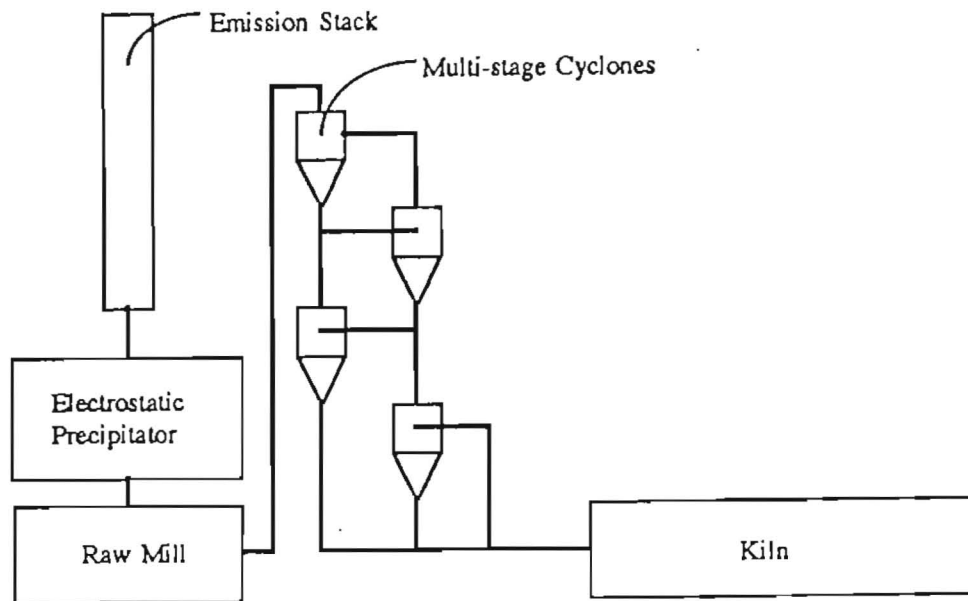 Emission Stack
Multi-stage Cyclones
Electrostatic
Precipitator
Raw Mill
Kiln